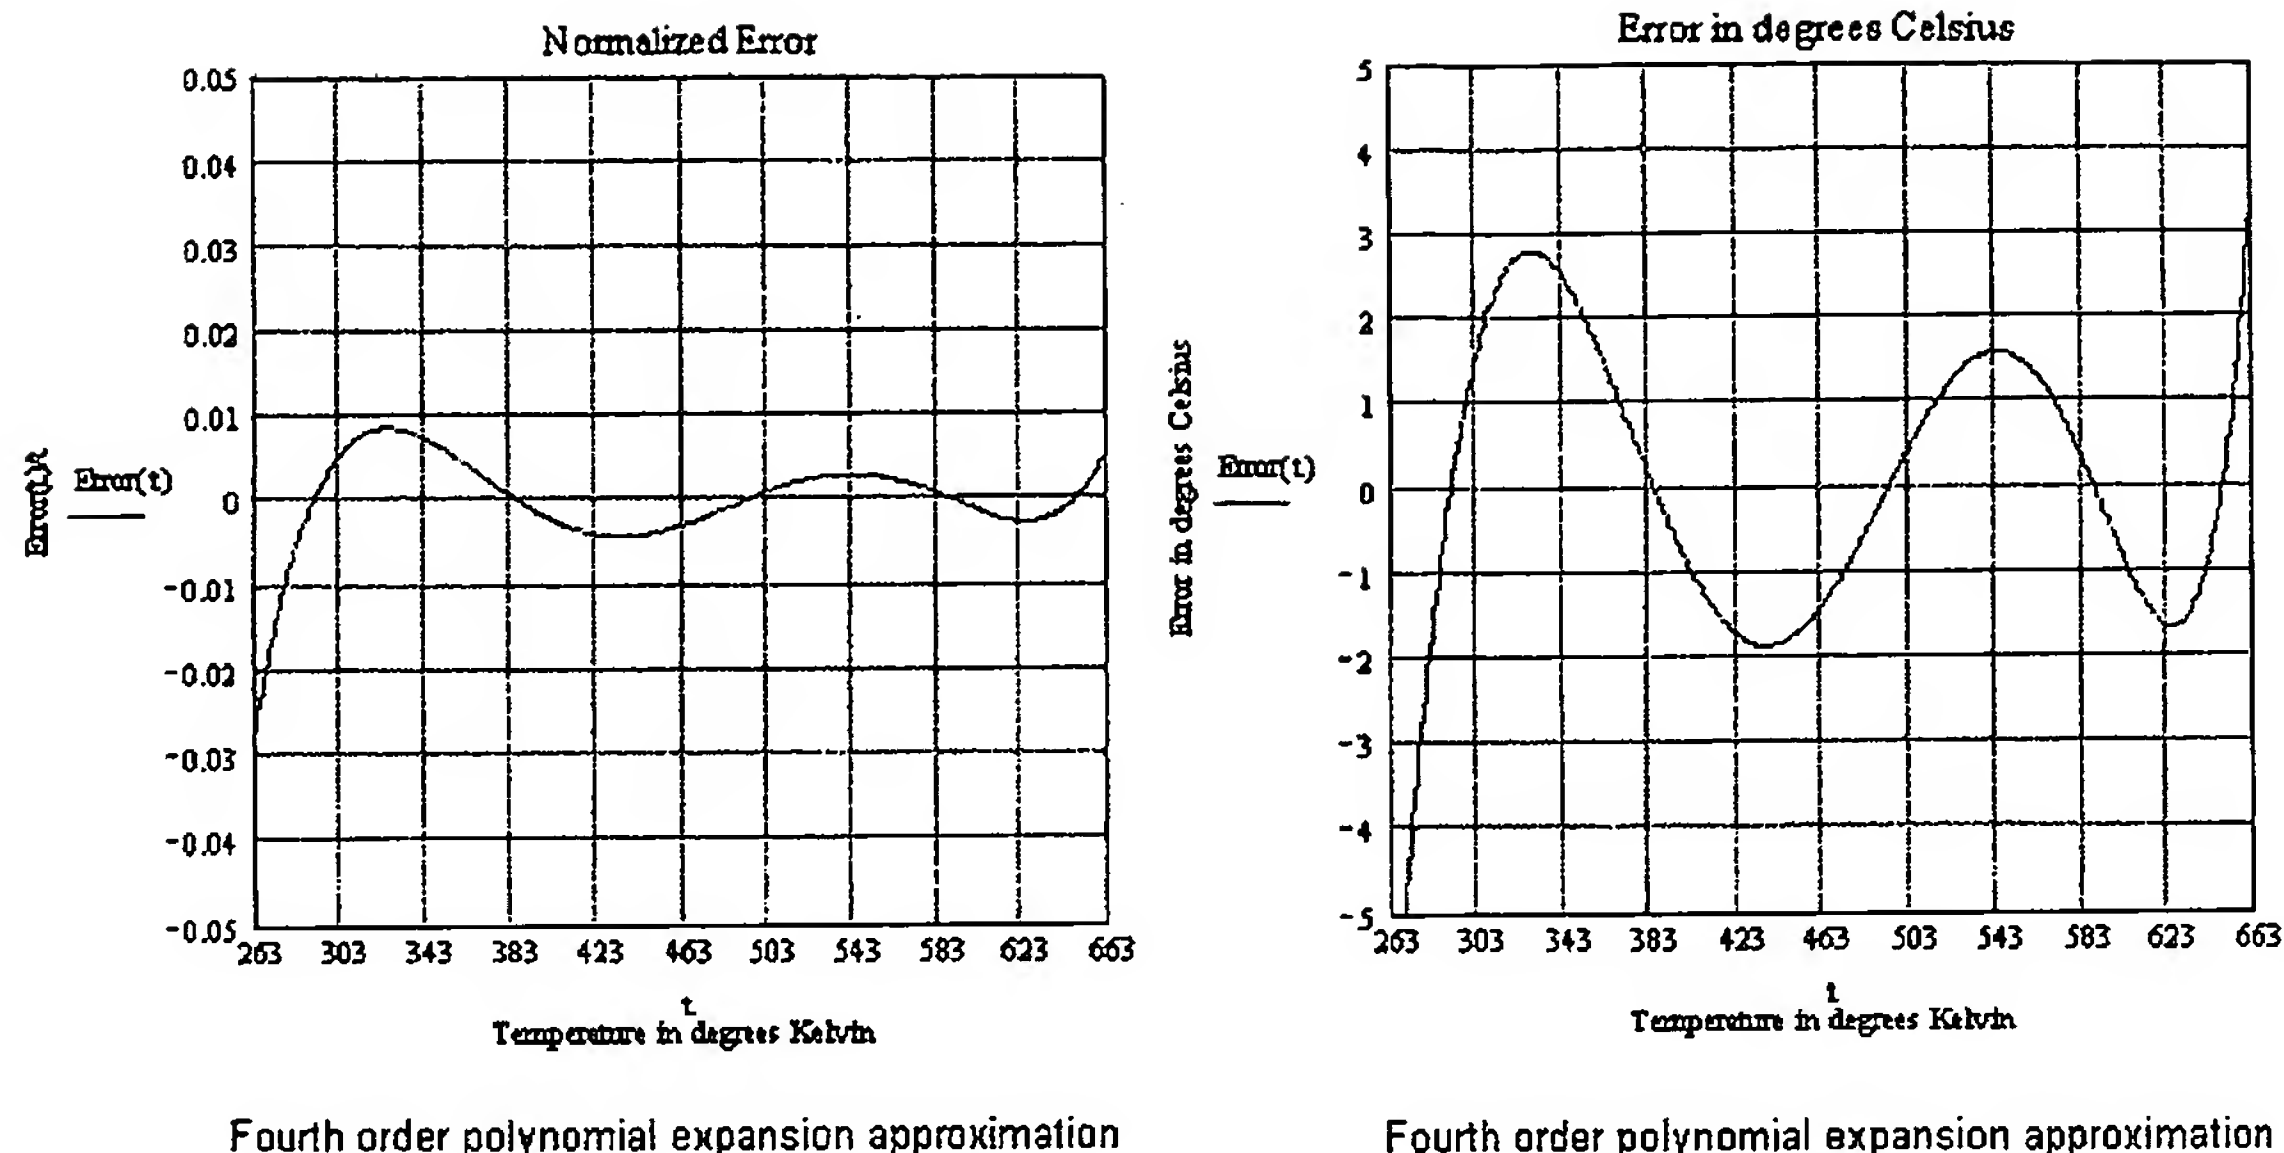 Normalized Error
0.05
0.04
0.03
0.02
0.01
0
-0.01
-0.02
-0.03
-0.04
-0.05
Error(t)/t
Error(t)
263 303 343 383 423 463 503 543 583 623 663
t
Temperature in degrees Kelvin
Fourth order polynomial expansion approximation
Error in degrees Celsius
5
4
3
2
1
0
-1
-2
-3
-4
-5
Error in degrees Celsius
Error(t)
263 303 343 383 423 463 503 543 583 623 663
t
Temperature in degrees Kelvin
Fourth order polynomial expansion approximation